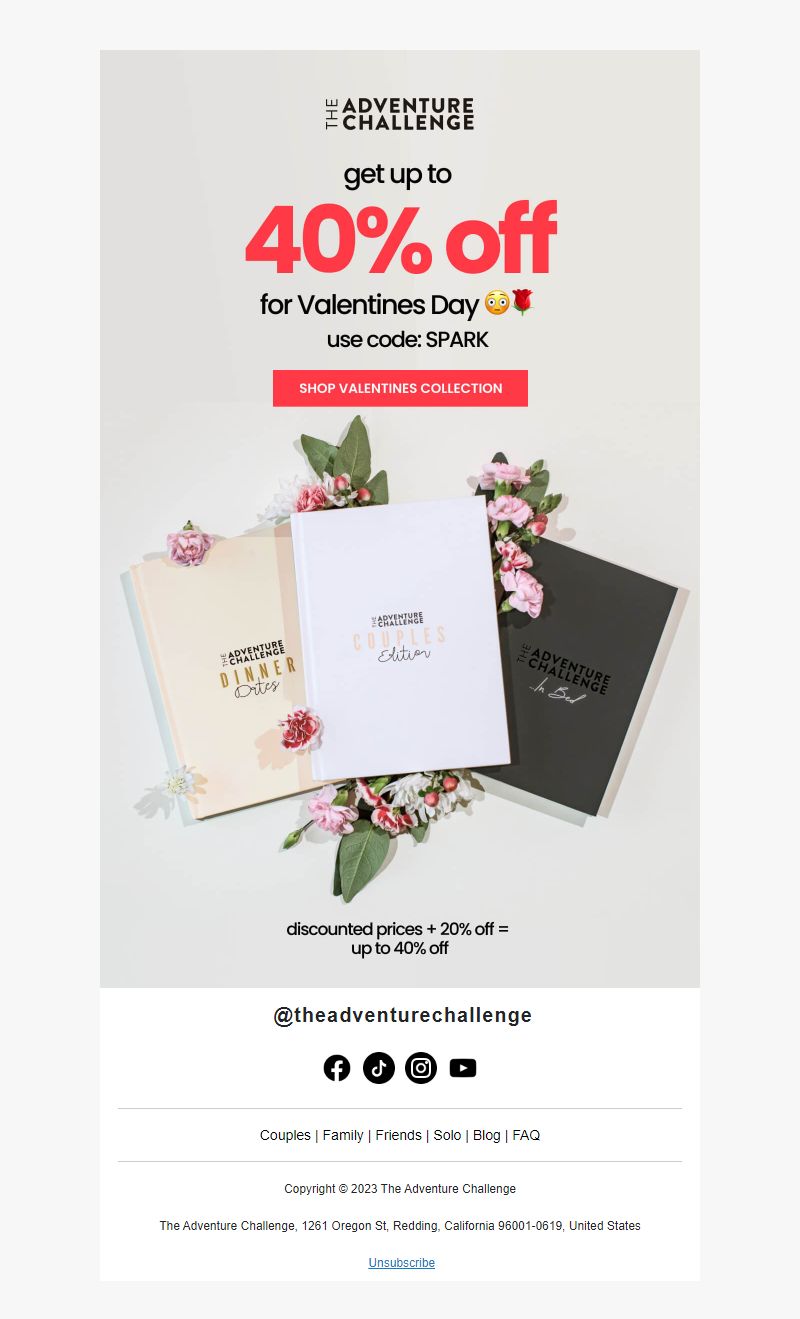 THE ADVENTURE
CHALLENGE
get up to
40% off
for Valentines Day 😳🌹
use code: SPARK
SHOP VALENTINES COLLECTION
THE ADVENTURE
CHALLENGE
DINNER
Dates
THE ADVENTURE
CHALLENGE
COUPLES
Edition
THE ADVENTURE
CHALLENGE
...In Bed
discounted prices + 20% off =
up to 40% off
@theadventurechallenge
Couples | Family | Friends | Solo | Blog | FAQ
Copyright © 2023 The Adventure Challenge
The Adventure Challenge, 1261 Oregon St, Redding, California 96001-0619, United States
Unsubscribe